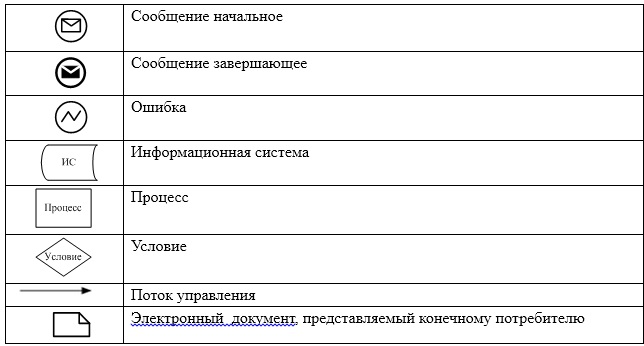 Сообщение начальное
Сообщение завершающее
Ошибка
ИС
Информационная система
Процесс
Процесс
Условие
Условие
Поток управления
Электронный документ, представляемый конечному потребителю